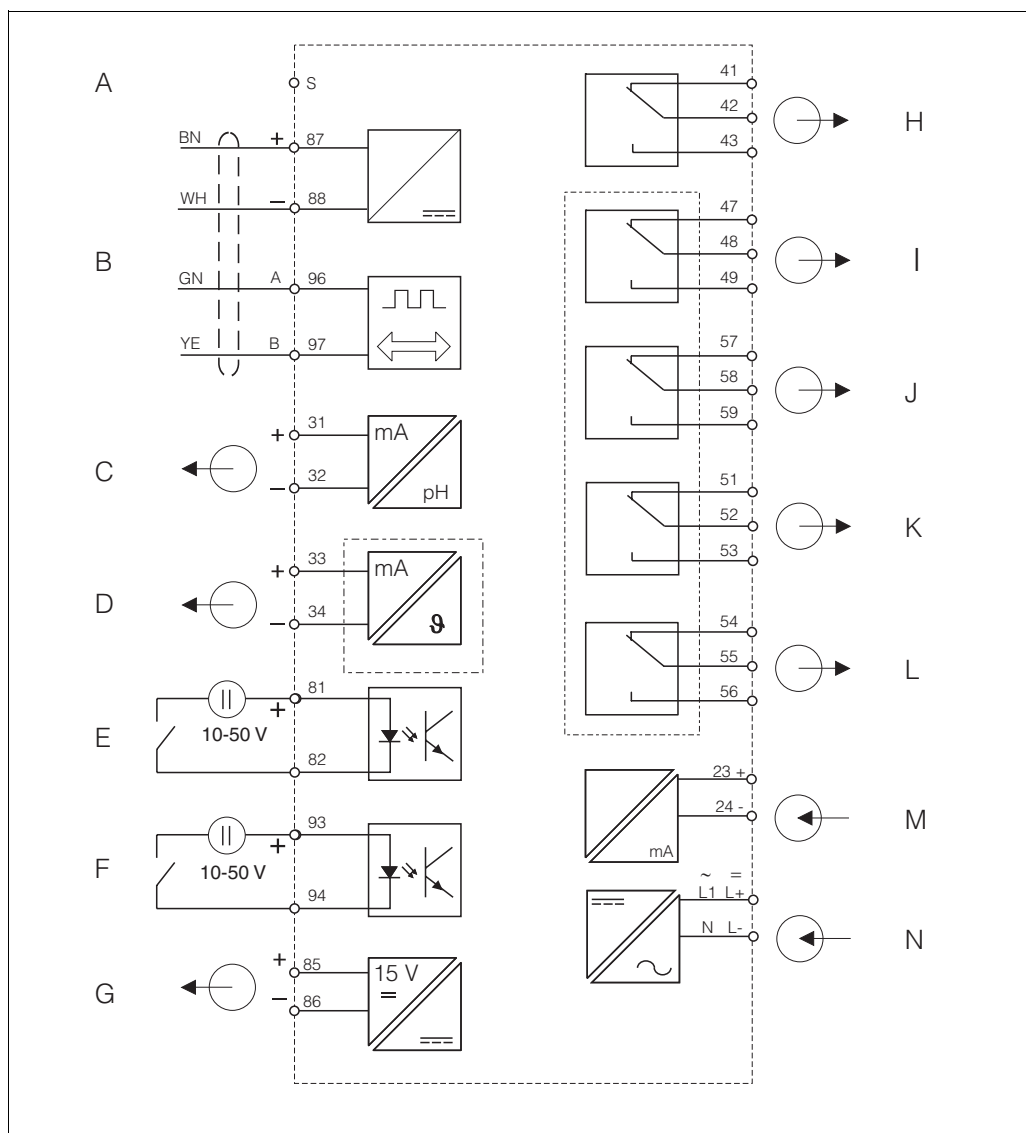 A
S
BN
+
87
WH
−
88
B
GN
A
96
YE
B
97
C
+
31
−
32
mA
pH
D
+
33
−
34
mA
ϑ
E
10-50 V
+
81
82
F
10-50 V
+
93
94
G
+
85
−
86
15 V
=
41
42
43
H
47
48
49
I
57
58
59
J
51
52
53
K
54
55
56
L
23 +
24 -
mA
M
~ =
L1 L+
N L-
N